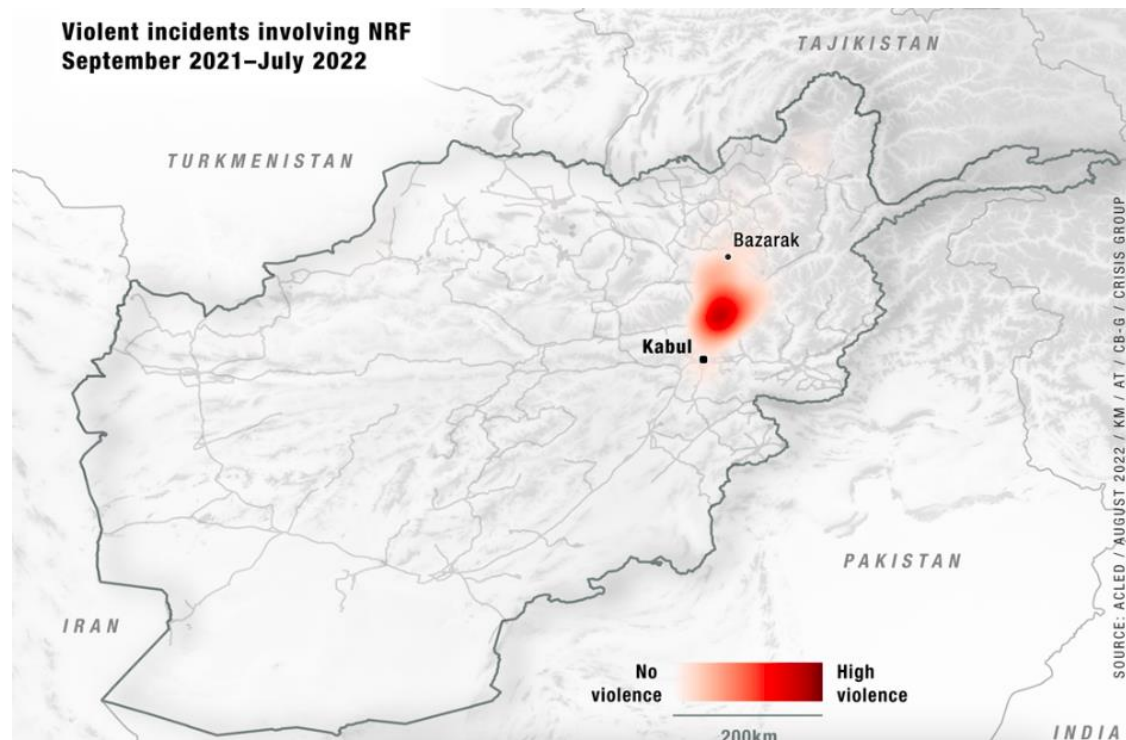 Violent incidents involving NRF
September 2021–July 2022
TAJIKISTAN
TURKMENISTAN
Bazarak
Kabul
PAKISTAN
IRAN
No
violence
High
violence
200km
INDIA
SOURCE: ACLED / AUGUST 2022 / KM / AT / CB-G / CRISIS GROUP